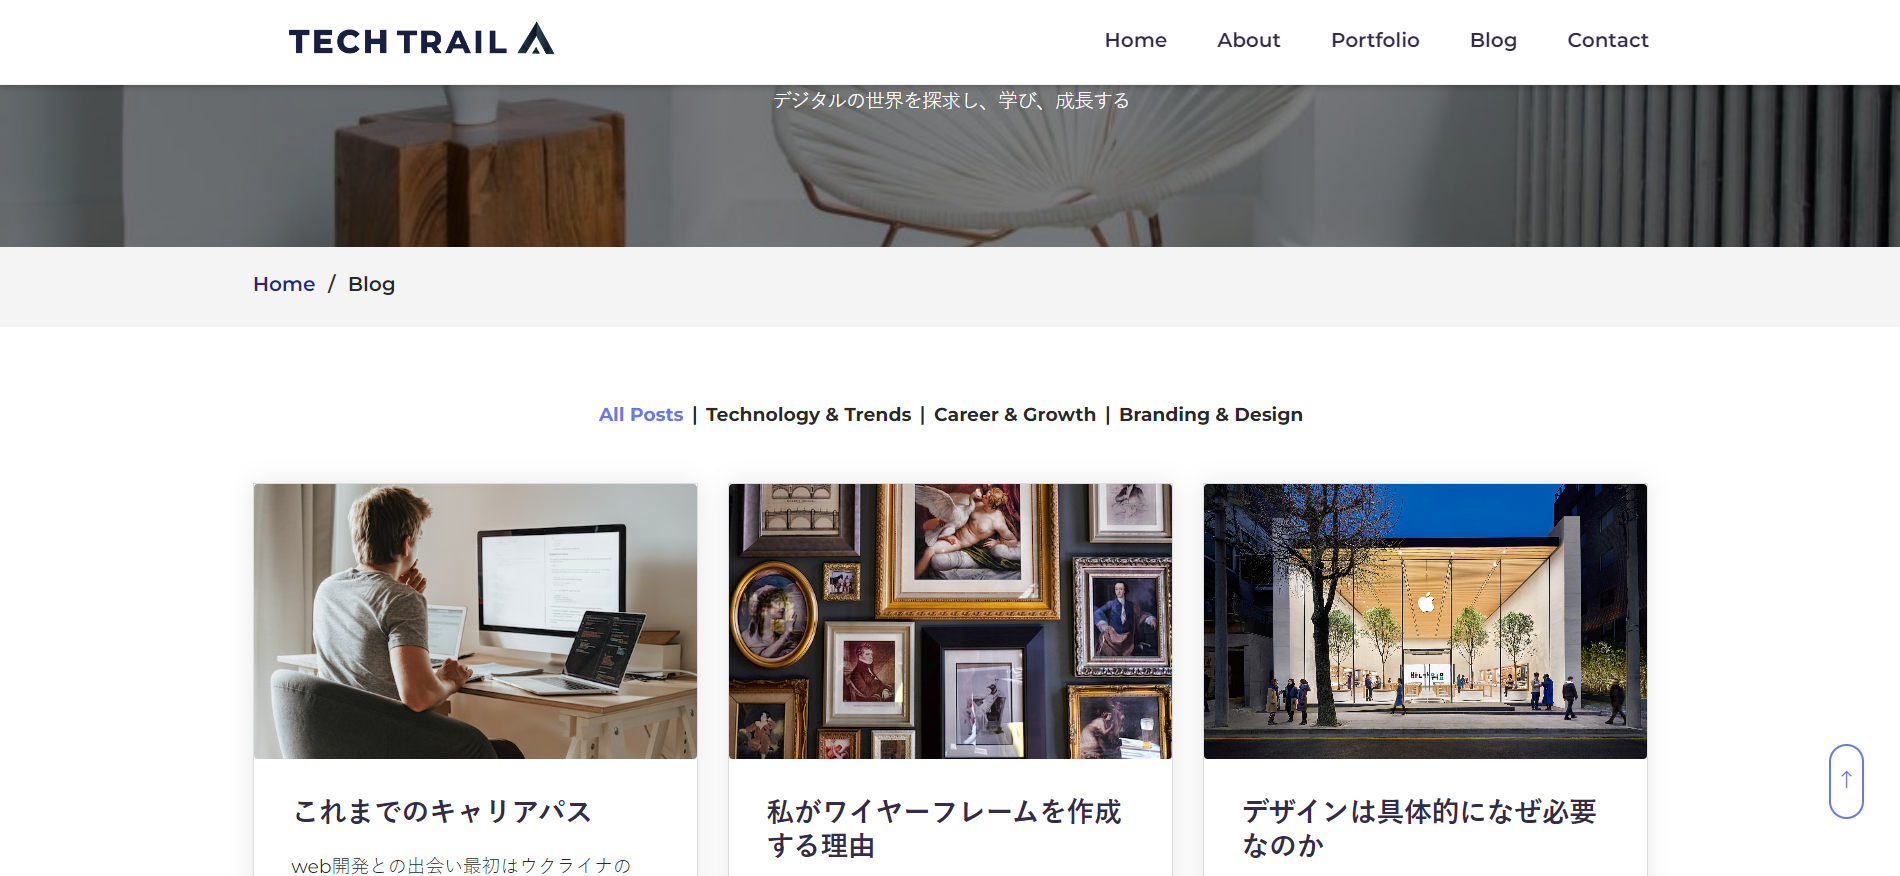 TECH TRAIL
Home About Portfolio Blog Contact
デジタルの世界を探求し、学び、成長する
Home / Blog
All Posts | Technology & Trends | Career & Growth | Branding & Design
これまでのキャリアパス
web開発との出会い最初はウクライナの
私がワイヤーフレームを作成
する理由
デザインは具体的になぜ必要
なのか
↑